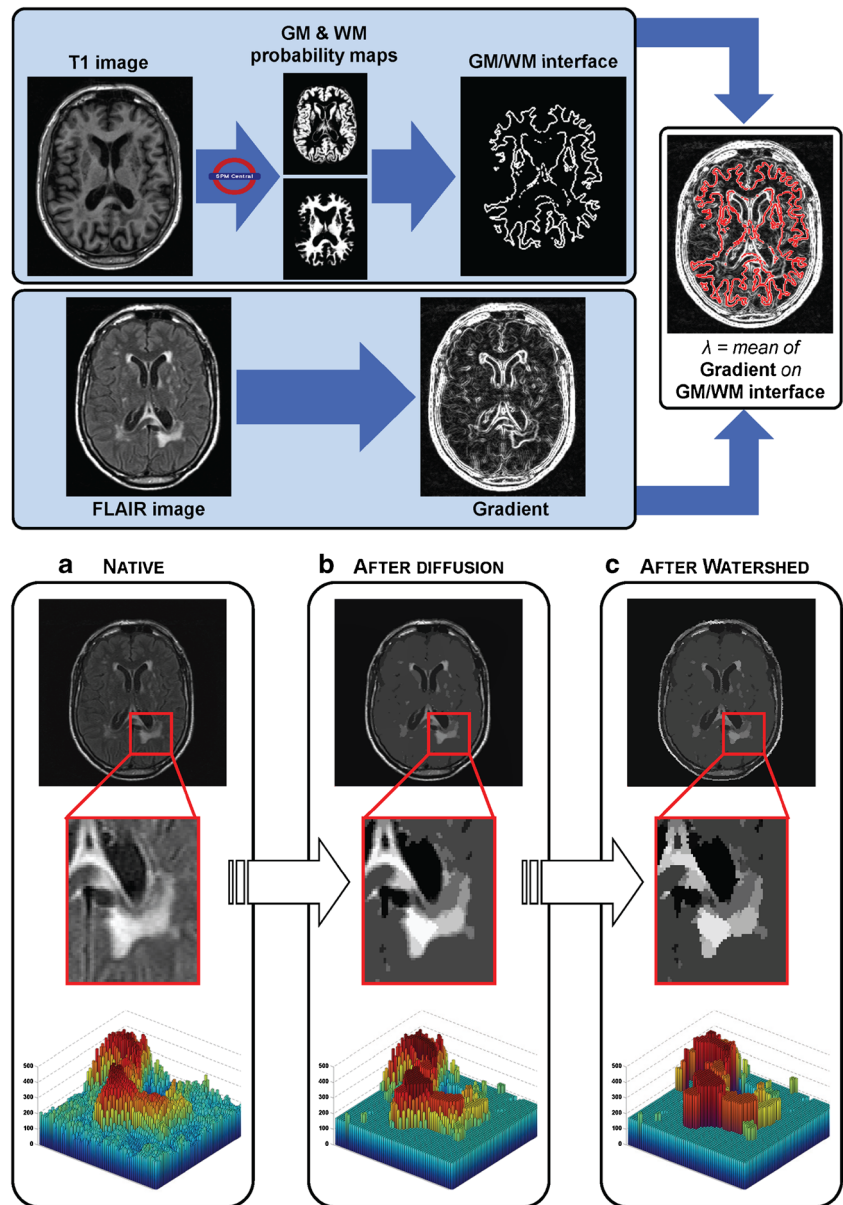 T1 image
GM & WM
probability maps
GM/WM interface
SPM Central
λ = mean of
Gradient on
GM/WM interface
FLAIR image
Gradient
a NATIVE
b AFTER DIFFUSION
c AFTER WATERSHED
500
400
300
200
100
0
500
400
300
200
100
0
500
400
300
200
100
0